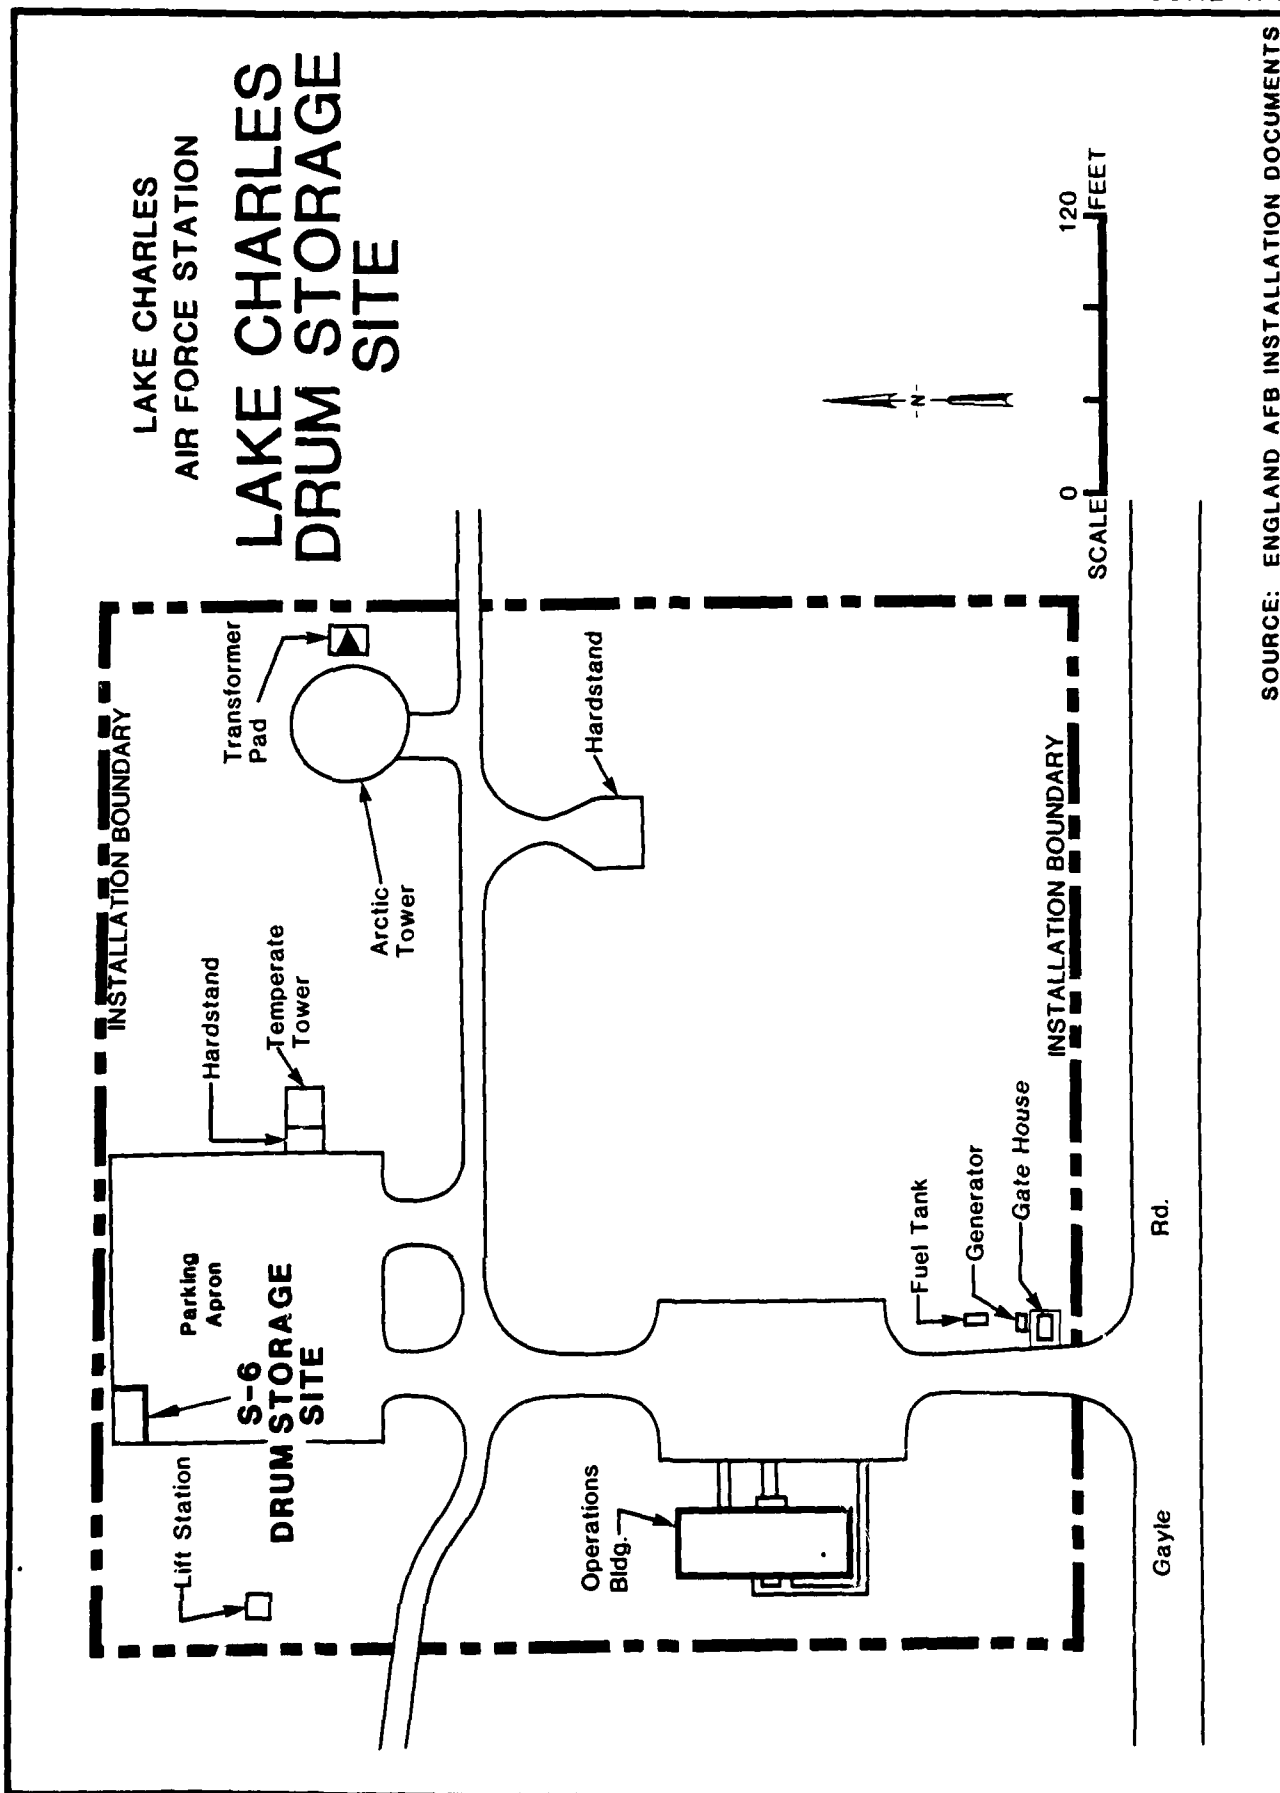 LAKE CHARLES
AIR FORCE STATION
LAKE CHARLES
DRUM STORAGE
SITE
INSTALLATION BOUNDARY
Transformer
Pad
Hardstand
Temperate
Tower
Arctic
Tower
Parking
Apron
S-6
DRUM STORAGE
SITE
Lift Station
Hardstand
Operations
Bldg.
Fuel Tank
Generator
Gate House
INSTALLATION BOUNDARY
-N-
SCALE
0
120
FEET
Gayle
Rd.
SOURCE: ENGLAND AFB INSTALLATION DOCUMENTS